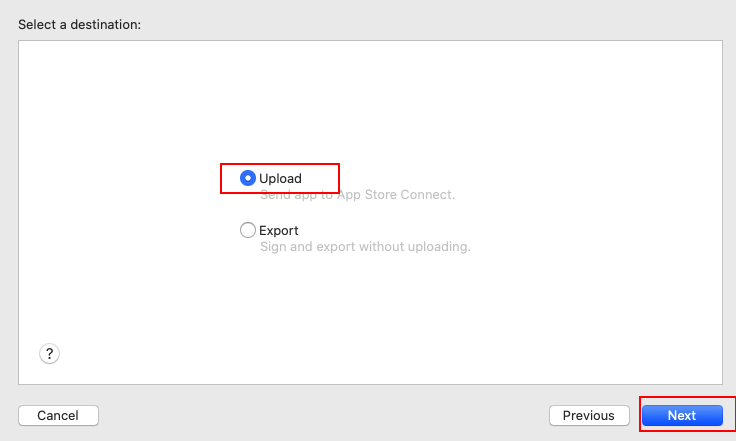 Select a destination:
Upload
Send app to App Store Connect.
Export
Sign and export without uploading.
?
Cancel
Previous
Next